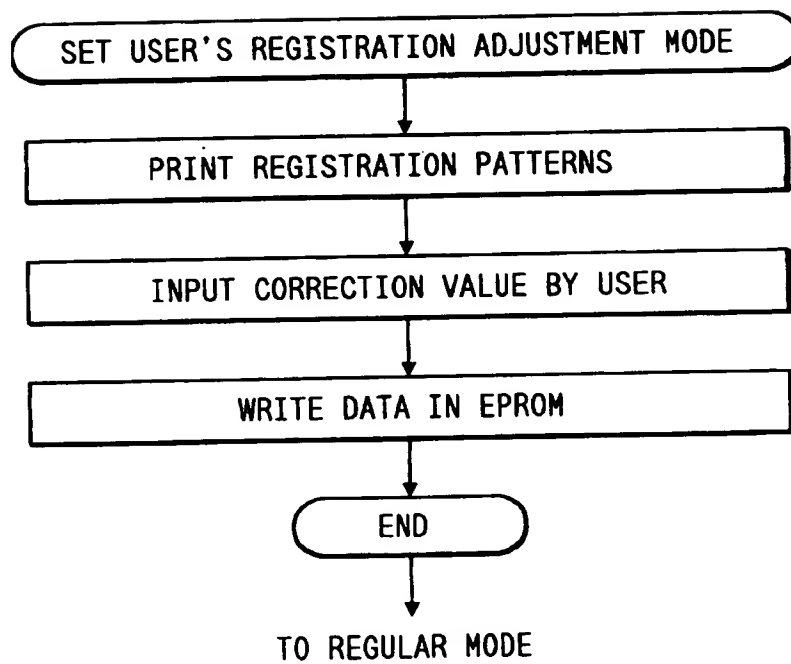 SET USER'S REGISTRATION ADJUSTMENT MODE
PRINT REGISTRATION PATTERNS
INPUT CORRECTION VALUE BY USER
WRITE DATA IN EPROM
END
TO REGULAR MODE